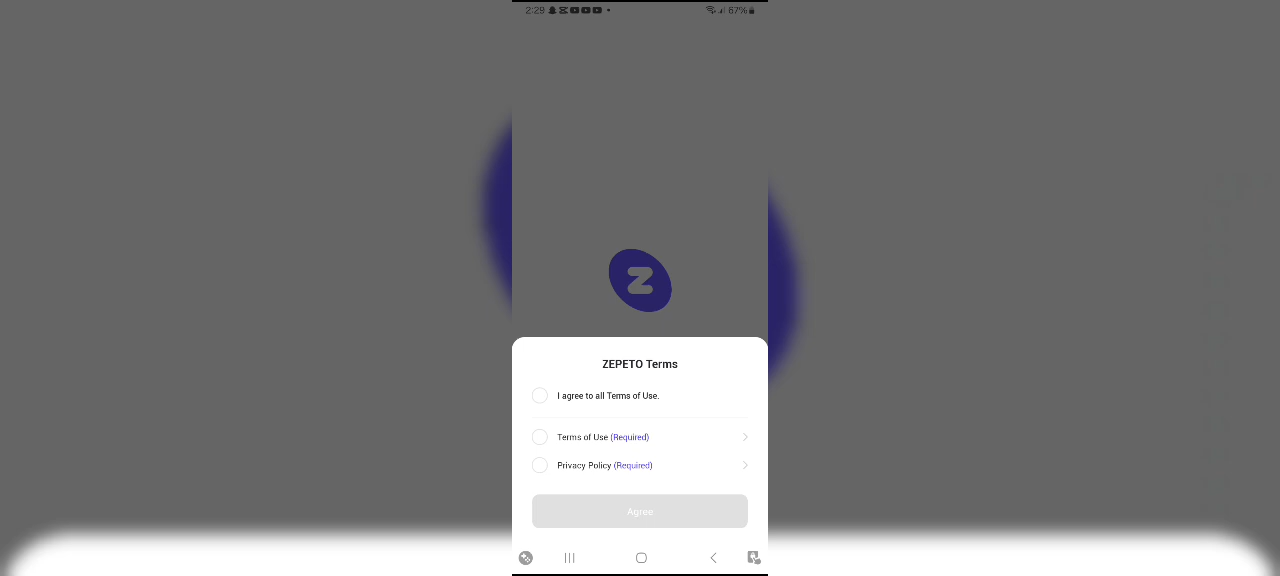 2:29 67%
Z
ZEPETO Terms
I agree to all Terms of Use.
Terms of Use (Required)
Privacy Policy (Required)
Agree